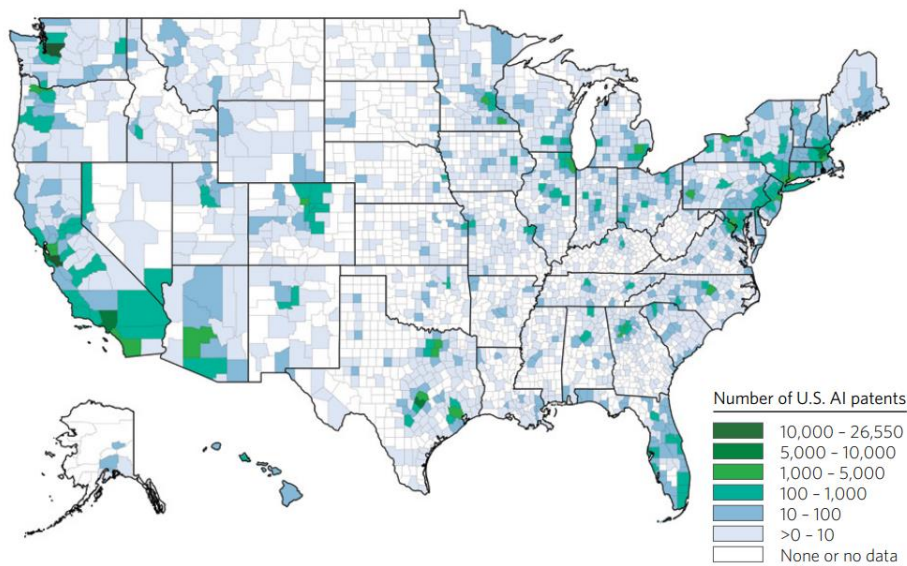 Number of U.S. AI patents
10,000 – 26,550
5,000 – 10,000
1,000 – 5,000
100 – 1,000
10 – 100
>0 – 10
None or no data